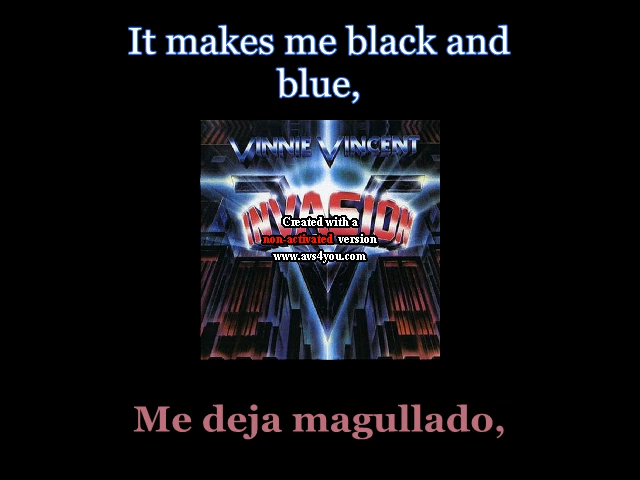 It makes me black and
blue,
VINNIE VINCENT
INVASION
Created with a
non-activated version
www.avs4you.com
Me deja magullado,